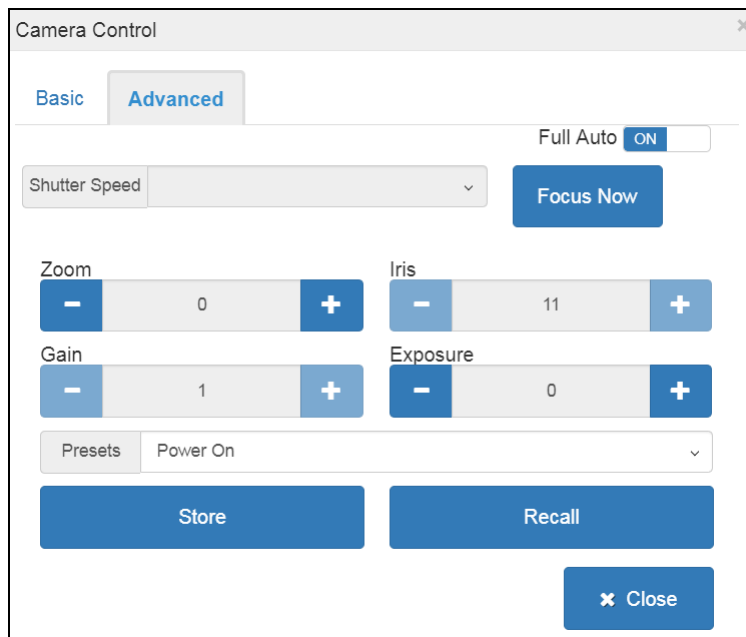 Camera Control ×
Basic Advanced
Full Auto ON
Shutter Speed
Focus Now
Zoom Iris
− 0 + − 11 +
Gain Exposure
− 1 + − 0 +
Presets Power On
Store Recall
✖ Close